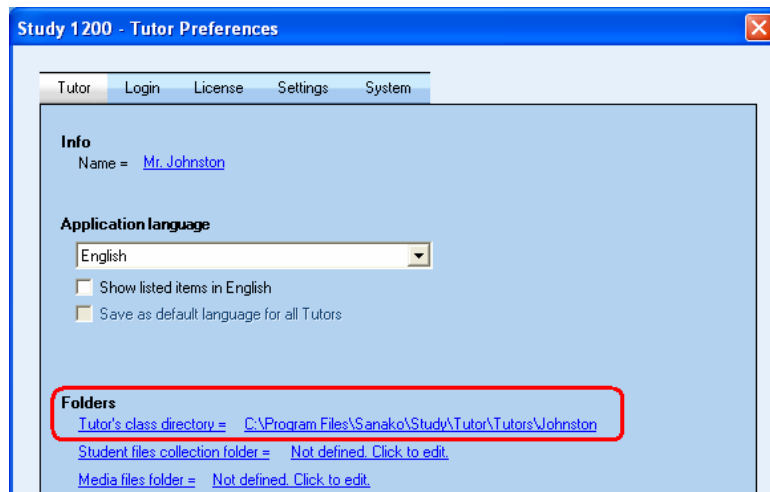 Study 1200 - Tutor Preferences
Tutor Login License Settings System
Info
Name = Mr. Johnston
Application language
English
Show listed items in English
Save as default language for all Tutors
Folders
Tutor's class directory = C:\Program Files\Sanako\Study\Tutor\Tutors\Johnston
Student files collection folder = Not defined. Click to edit.
Media files folder = Not defined. Click to edit.